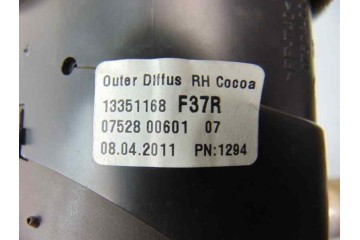 Outer Diffus RH Cocoa
13351168 F37R
07528 00601 07
08.04.2011 PN:1294